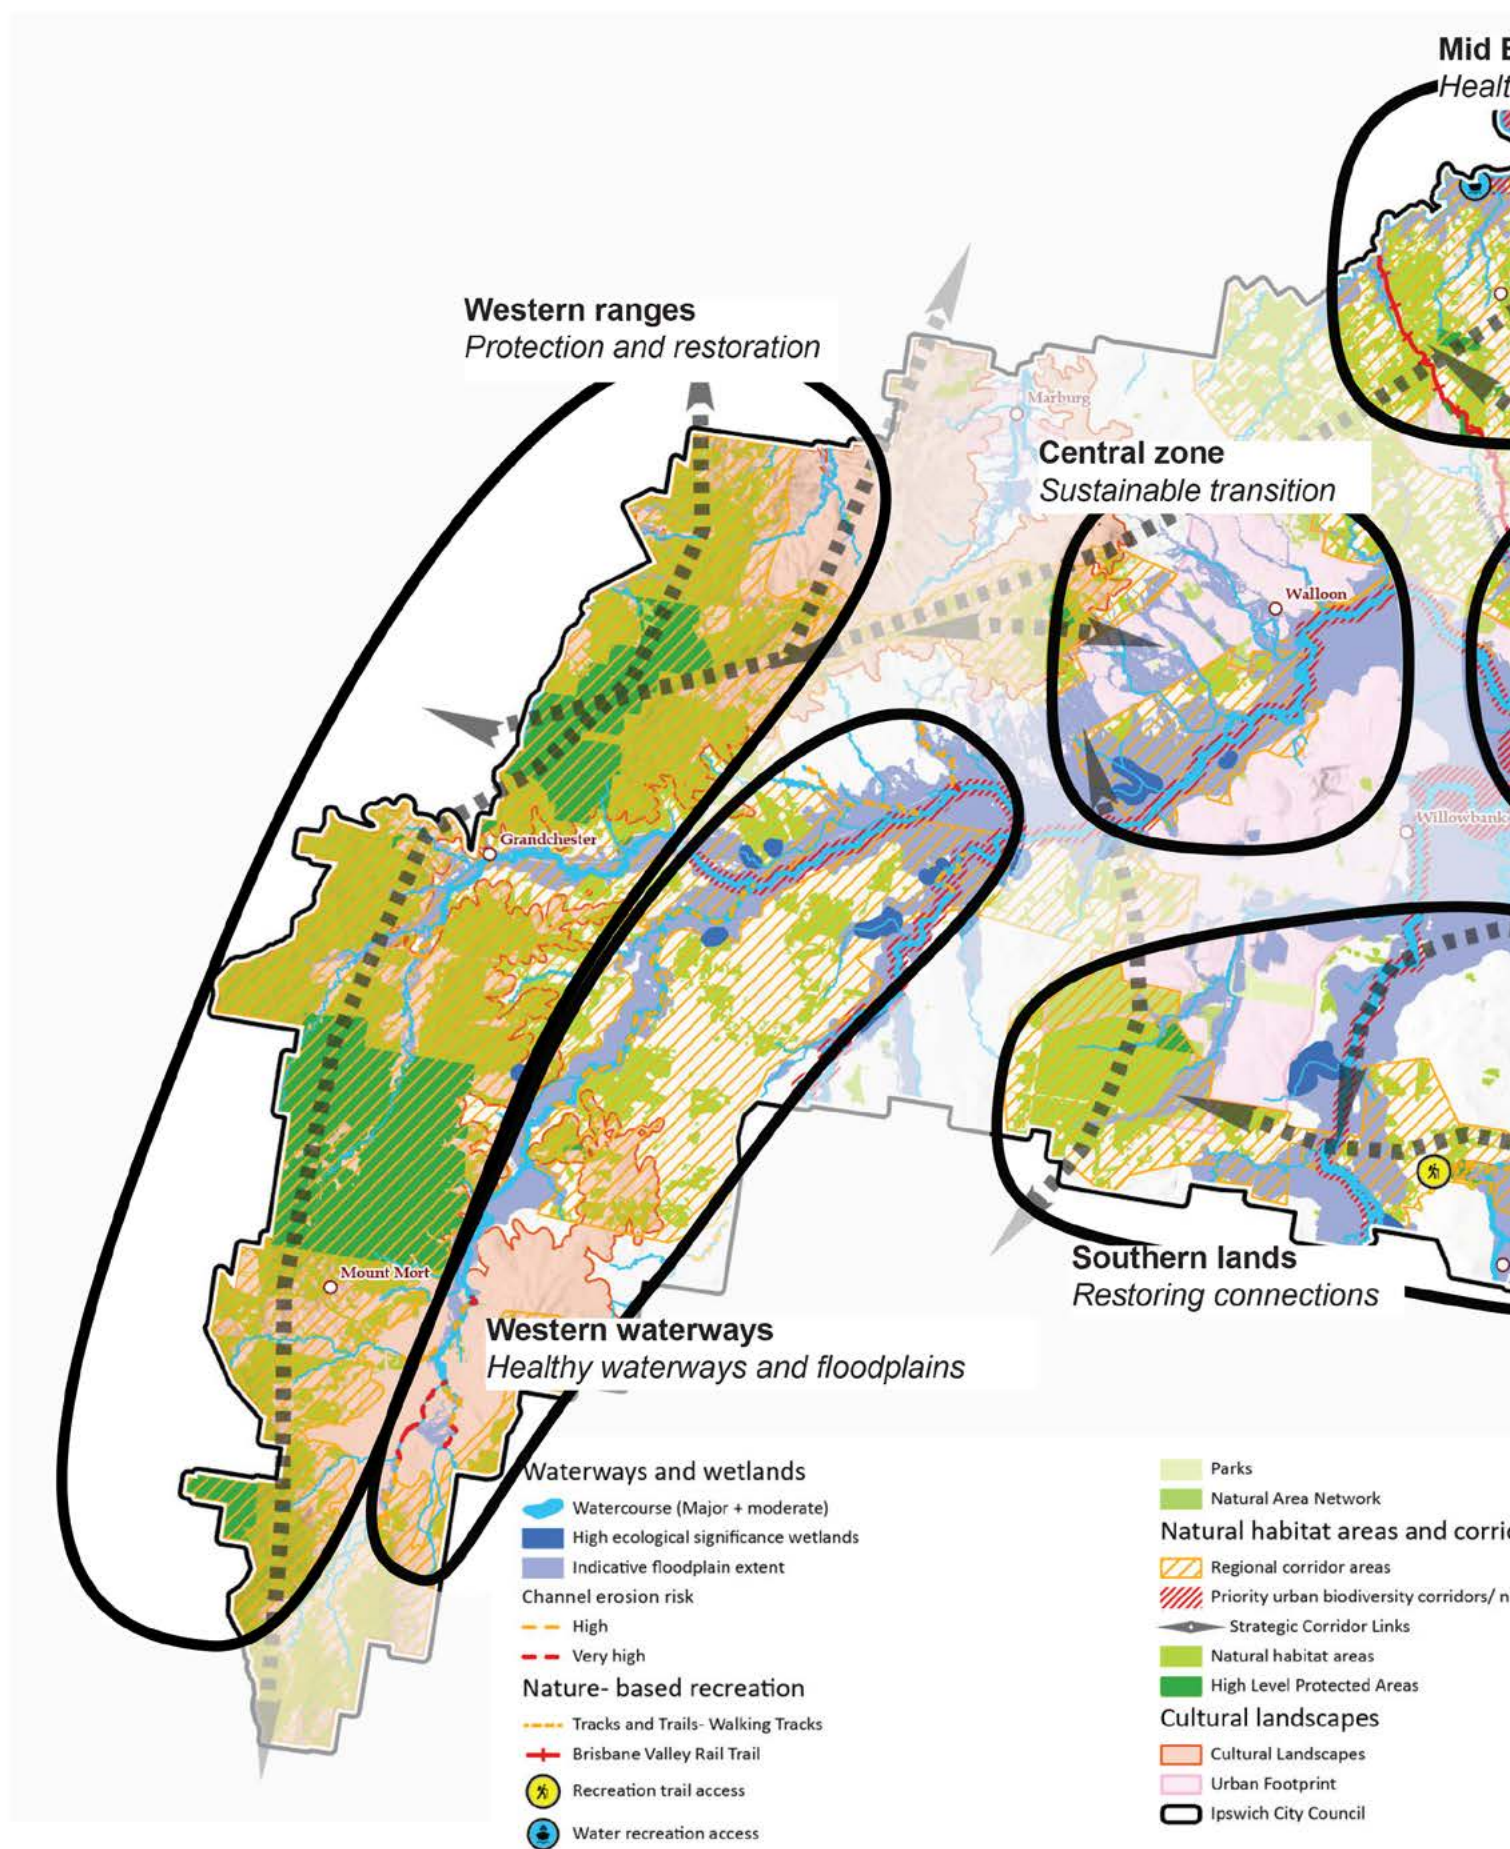 Mid
Western ranges
Protection and restoration
Marburg
Central zone
Sustainable transition
Walloon
Grandchester
Willowbank
Mount Mort
Southern lands
Restoring connections
Western waterways
Healthy waterways and floodplains
Waterways and wetlands
Watercourse (Major + moderate)
High ecological significance wetlands
Indicative floodplain extent
Channel erosion risk
High
Very high
Nature- based recreation
Tracks and Trails- Walking Tracks
Brisbane Valley Rail Trail
Recreation trail access
Water recreation access
Parks
Natural Area Network
Natural habitat areas and
Regional corridor areas
Priority urban biodiversity corridors/
Strategic Corridor Links
Natural habitat areas
High Level Protected Areas
Cultural landscapes
Cultural Landscapes
Urban Footprint
Ipswich City Council